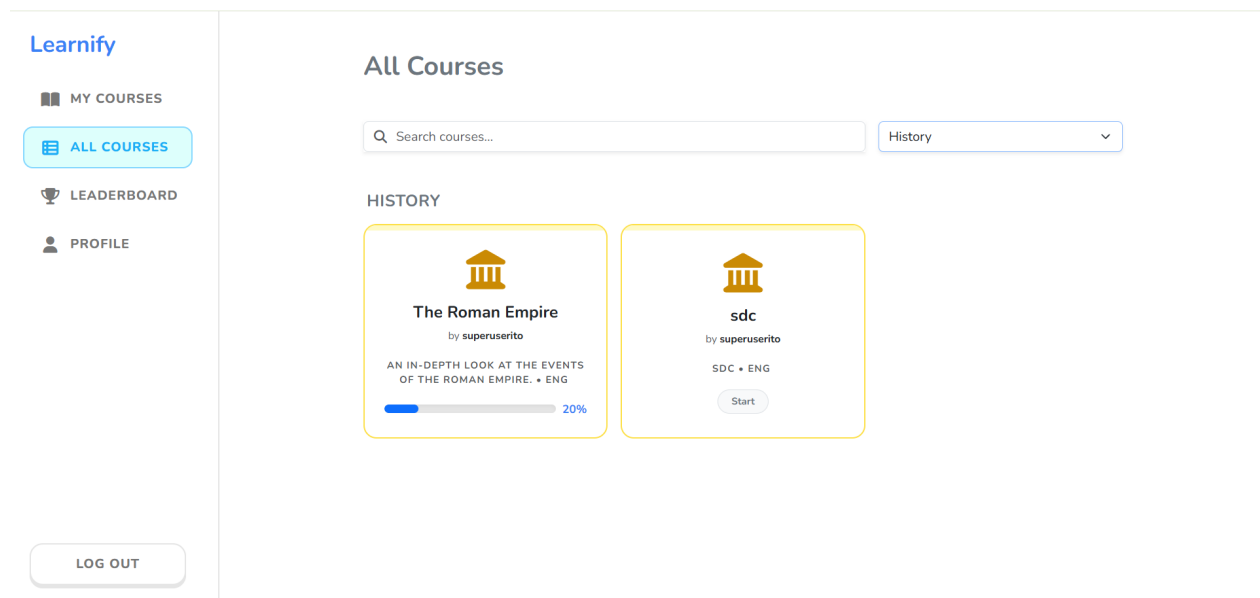 Learnify
MY COURSES
ALL COURSES
LEADERBOARD
PROFILE
LOG OUT
All Courses
Search courses...
History
HISTORY
The Roman Empire
by superuserito
AN IN-DEPTH LOOK AT THE EVENTS
OF THE ROMAN EMPIRE. • ENG
20%
sdc
by superuserito
SDC • ENG
Start